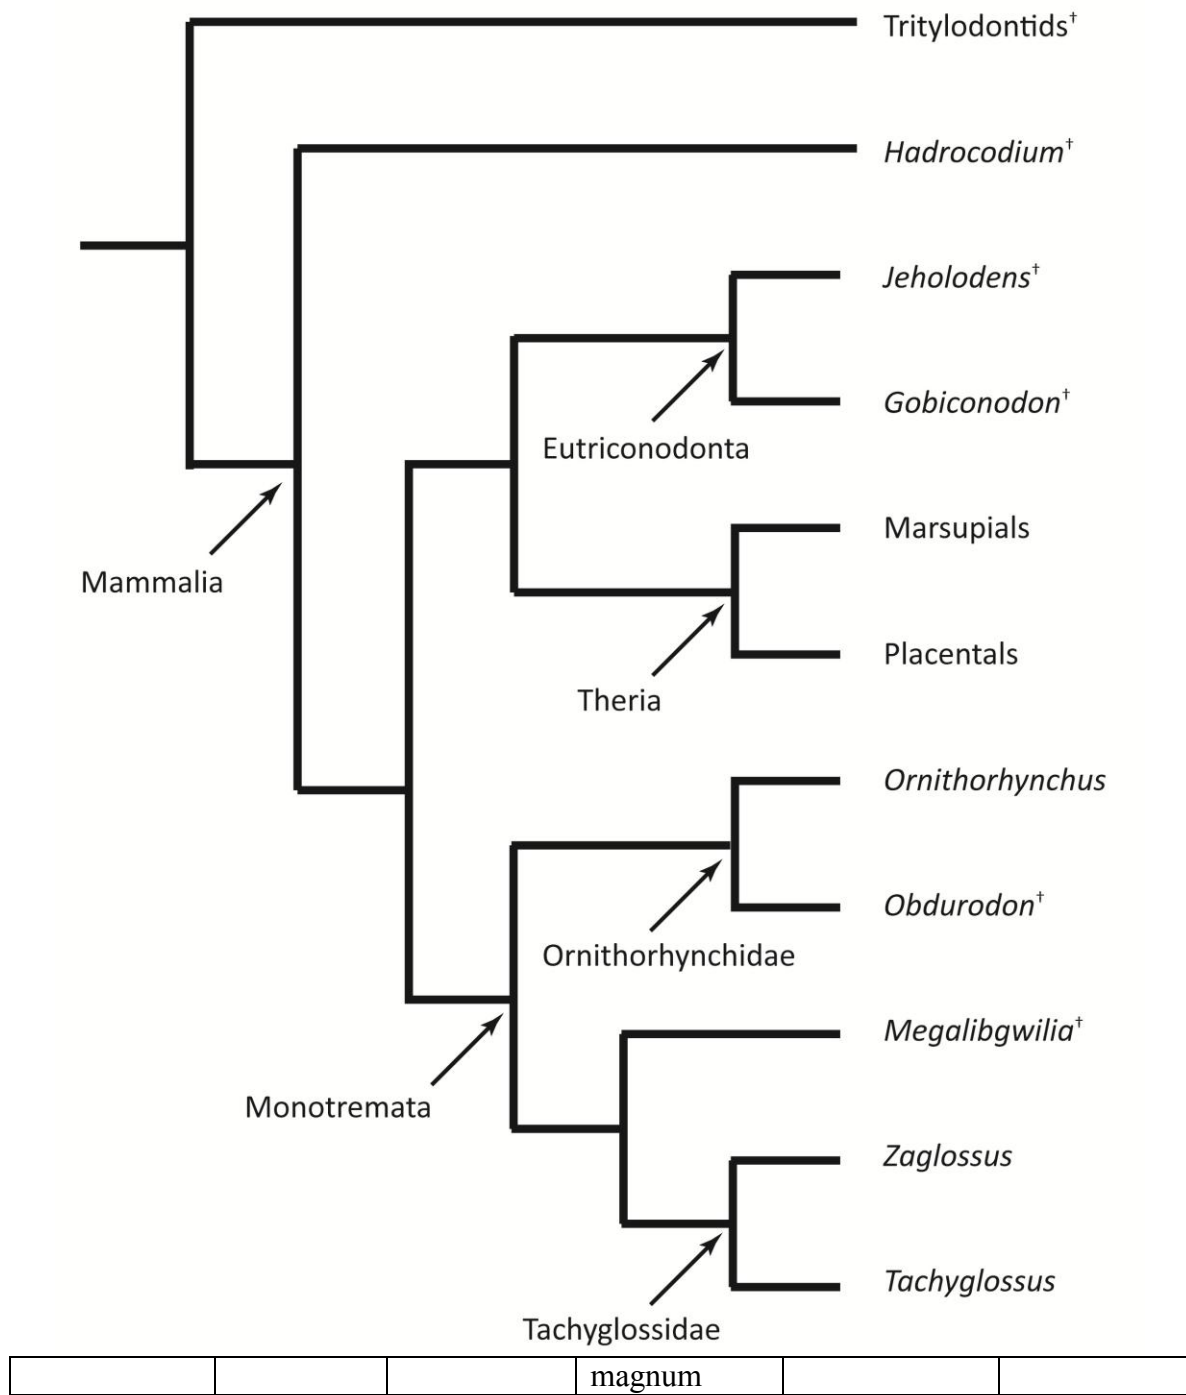 Tritylodontids†
Hadrocodium†
Jeholodens†
Gobiconodon†
Eutriconodonta
Marsupials
Mammalia
Placentals
Theria
Ornithorhynchus
Obdurodon†
Ornithorhynchidae
Megalibgwilia†
Monotremata
Zaglossus
Tachyglossus
Tachyglossidae
magnum